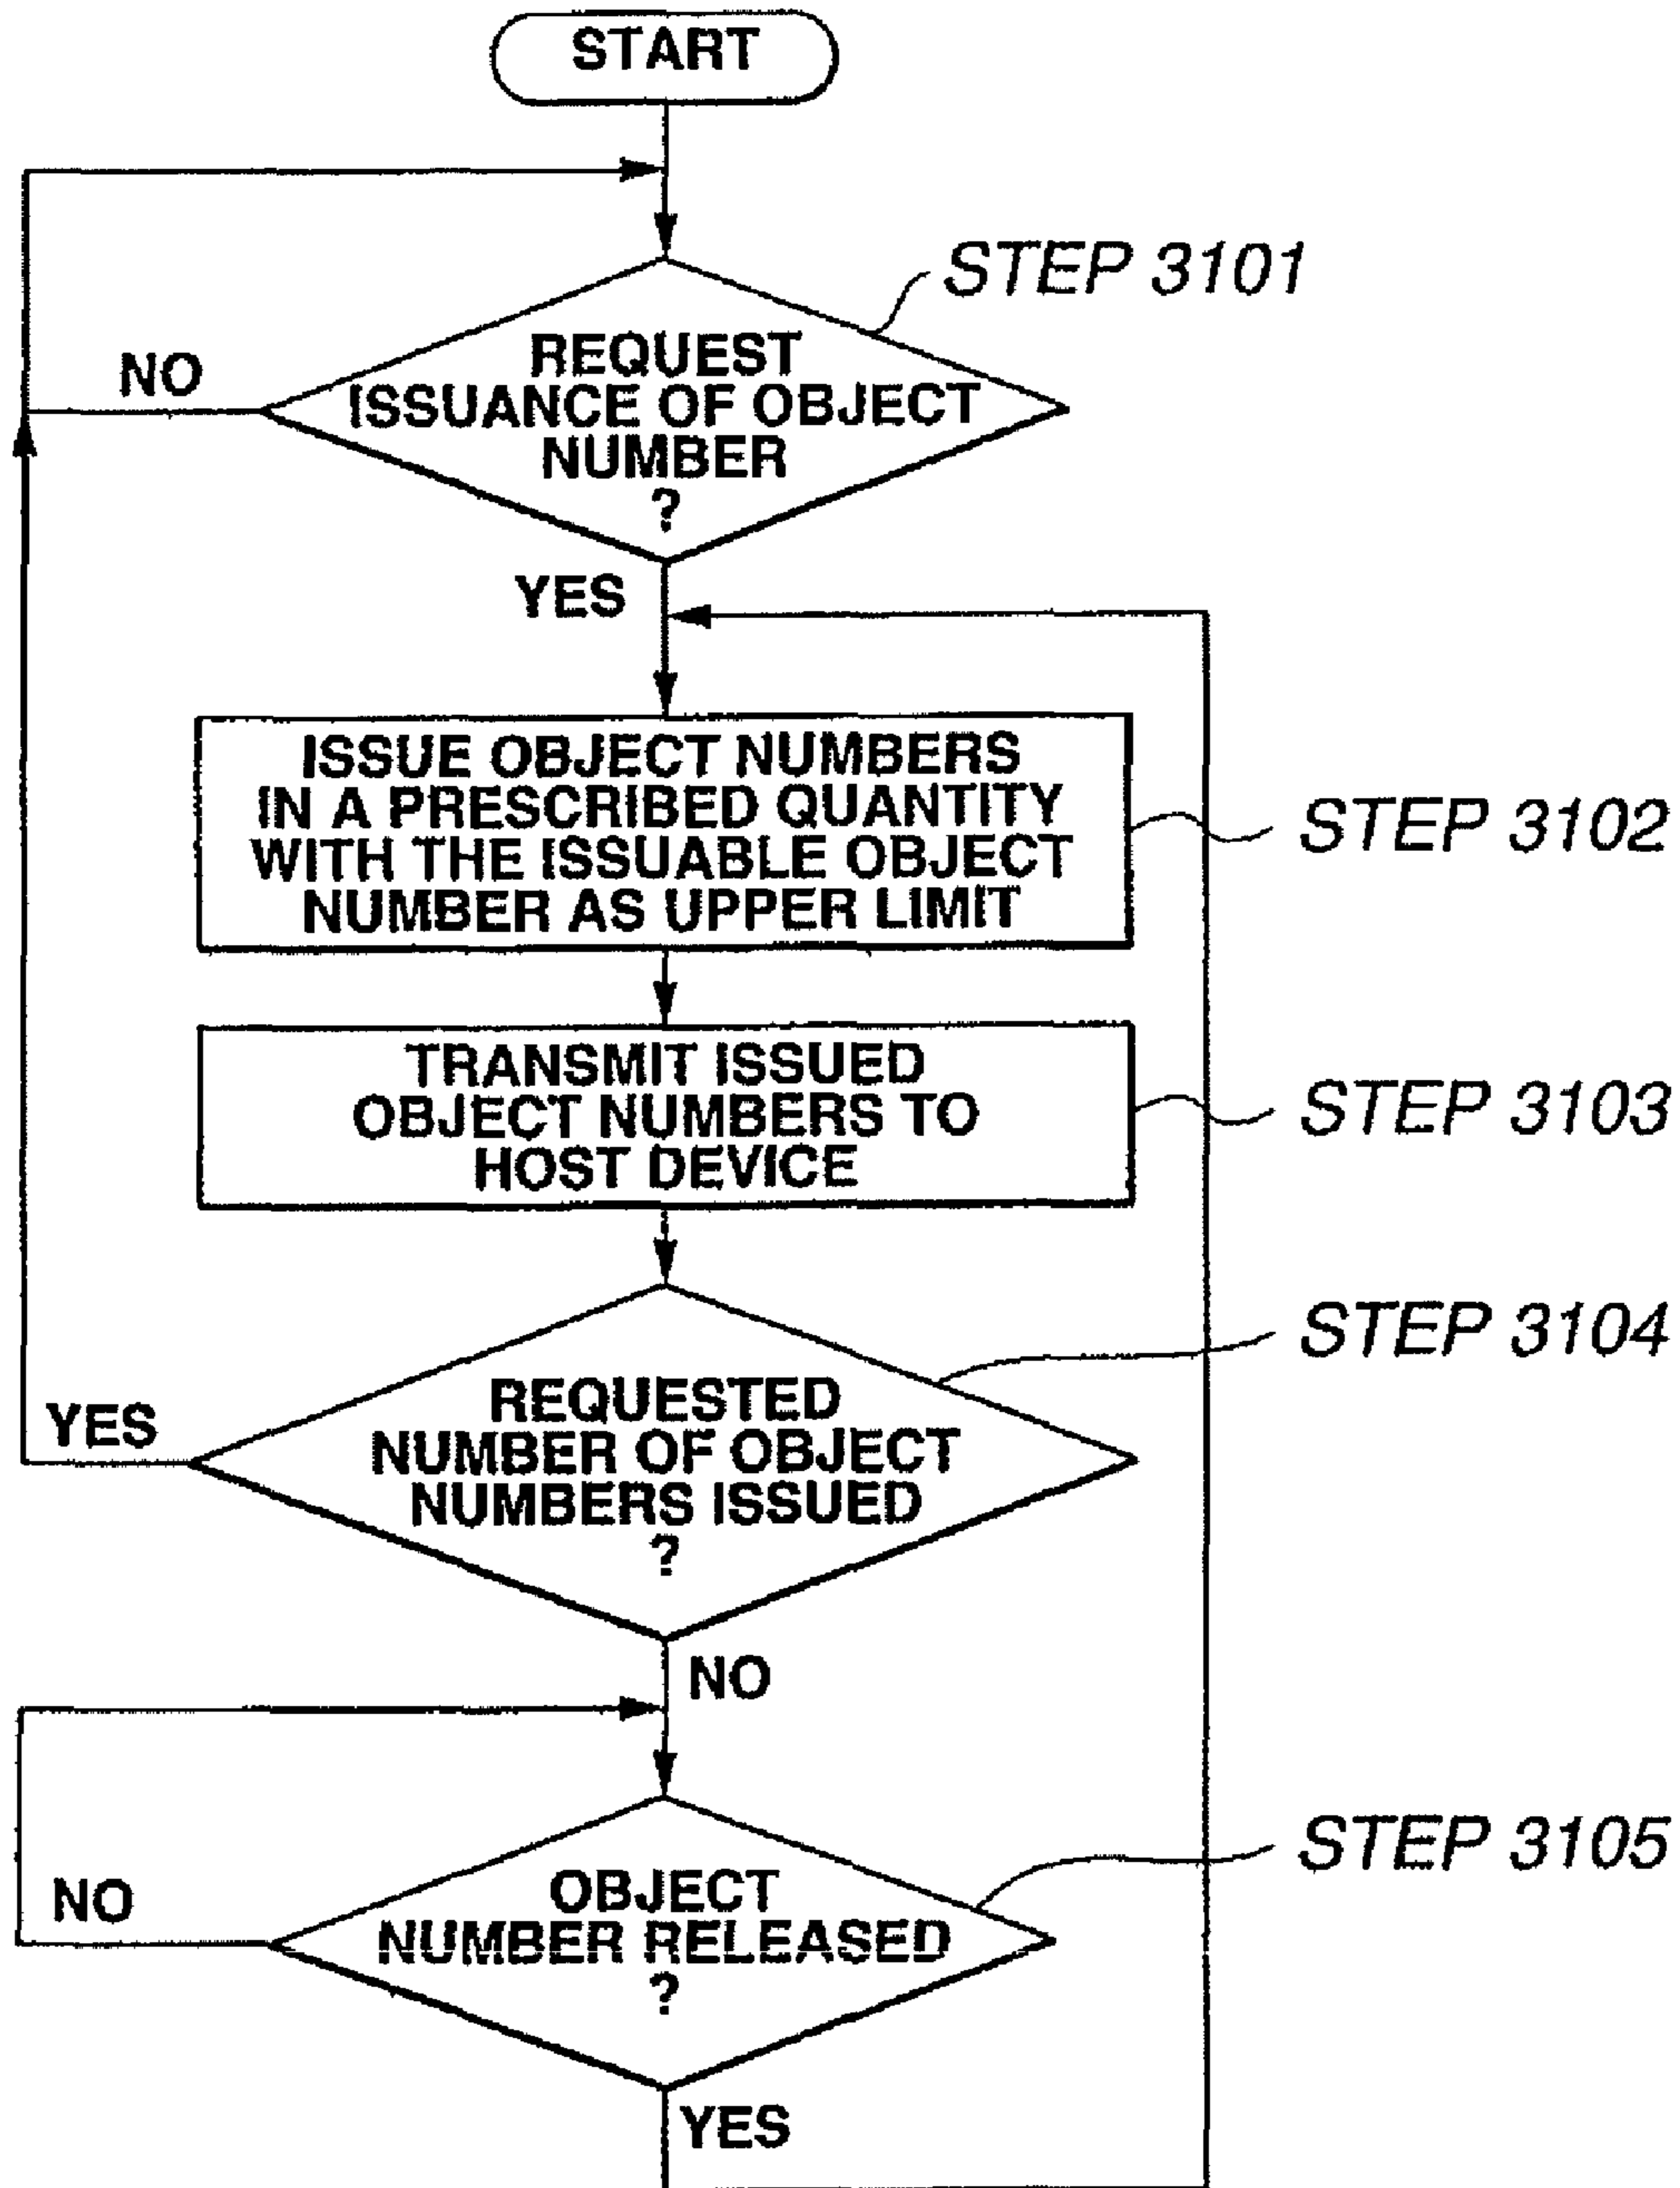 START
STEP 3101
REQUEST
ISSUANCE OF OBJECT
NUMBER
?
NO
YES
ISSUE OBJECT NUMBERS
IN A PRESCRIBED QUANTITY
WITH THE ISSUABLE OBJECT
NUMBER AS UPPER LIMIT
STEP 3102
TRANSMIT ISSUED
OBJECT NUMBERS TO
HOST DEVICE
STEP 3103
STEP 3104
REQUESTED
NUMBER OF OBJECT
NUMBERS ISSUED
?
YES
NO
STEP 3105
OBJECT
NUMBER RELEASED
?
NO
YES